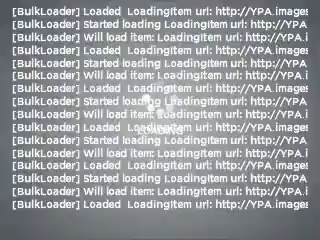 [BulkLoader] Loaded  LoadingItem url: http://YPA.images
[BulkLoader] Started loading LoadingItem url: http://YPA
[BulkLoader] Will load item: LoadingItem url: http://YPA.i
[BulkLoader] Loaded  LoadingItem url: http://YPA.images
[BulkLoader] Started loading LoadingItem url: http://YPA
[BulkLoader] Will load item: LoadingItem url: http://YPA.i
[BulkLoader] Loaded  LoadingItem url: http://YPA.images
[BulkLoader] Started loading LoadingItem url: http://YPA
[BulkLoader] Will load item: LoadingItem url: http://YPA.i
[BulkLoader] Loaded  LoadingItem url: http://YPA.images
LOADING
[BulkLoader] Started loading LoadingItem url: http://YPA
[BulkLoader] Will load item: LoadingItem url: http://YPA.i
[BulkLoader] Loaded  LoadingItem url: http://YPA.images
[BulkLoader] Started loading LoadingItem url: http://YPA
[BulkLoader] Will load item: LoadingItem url: http://YPA.i
[BulkLoader] Loaded  LoadingItem url: http://YPA.images